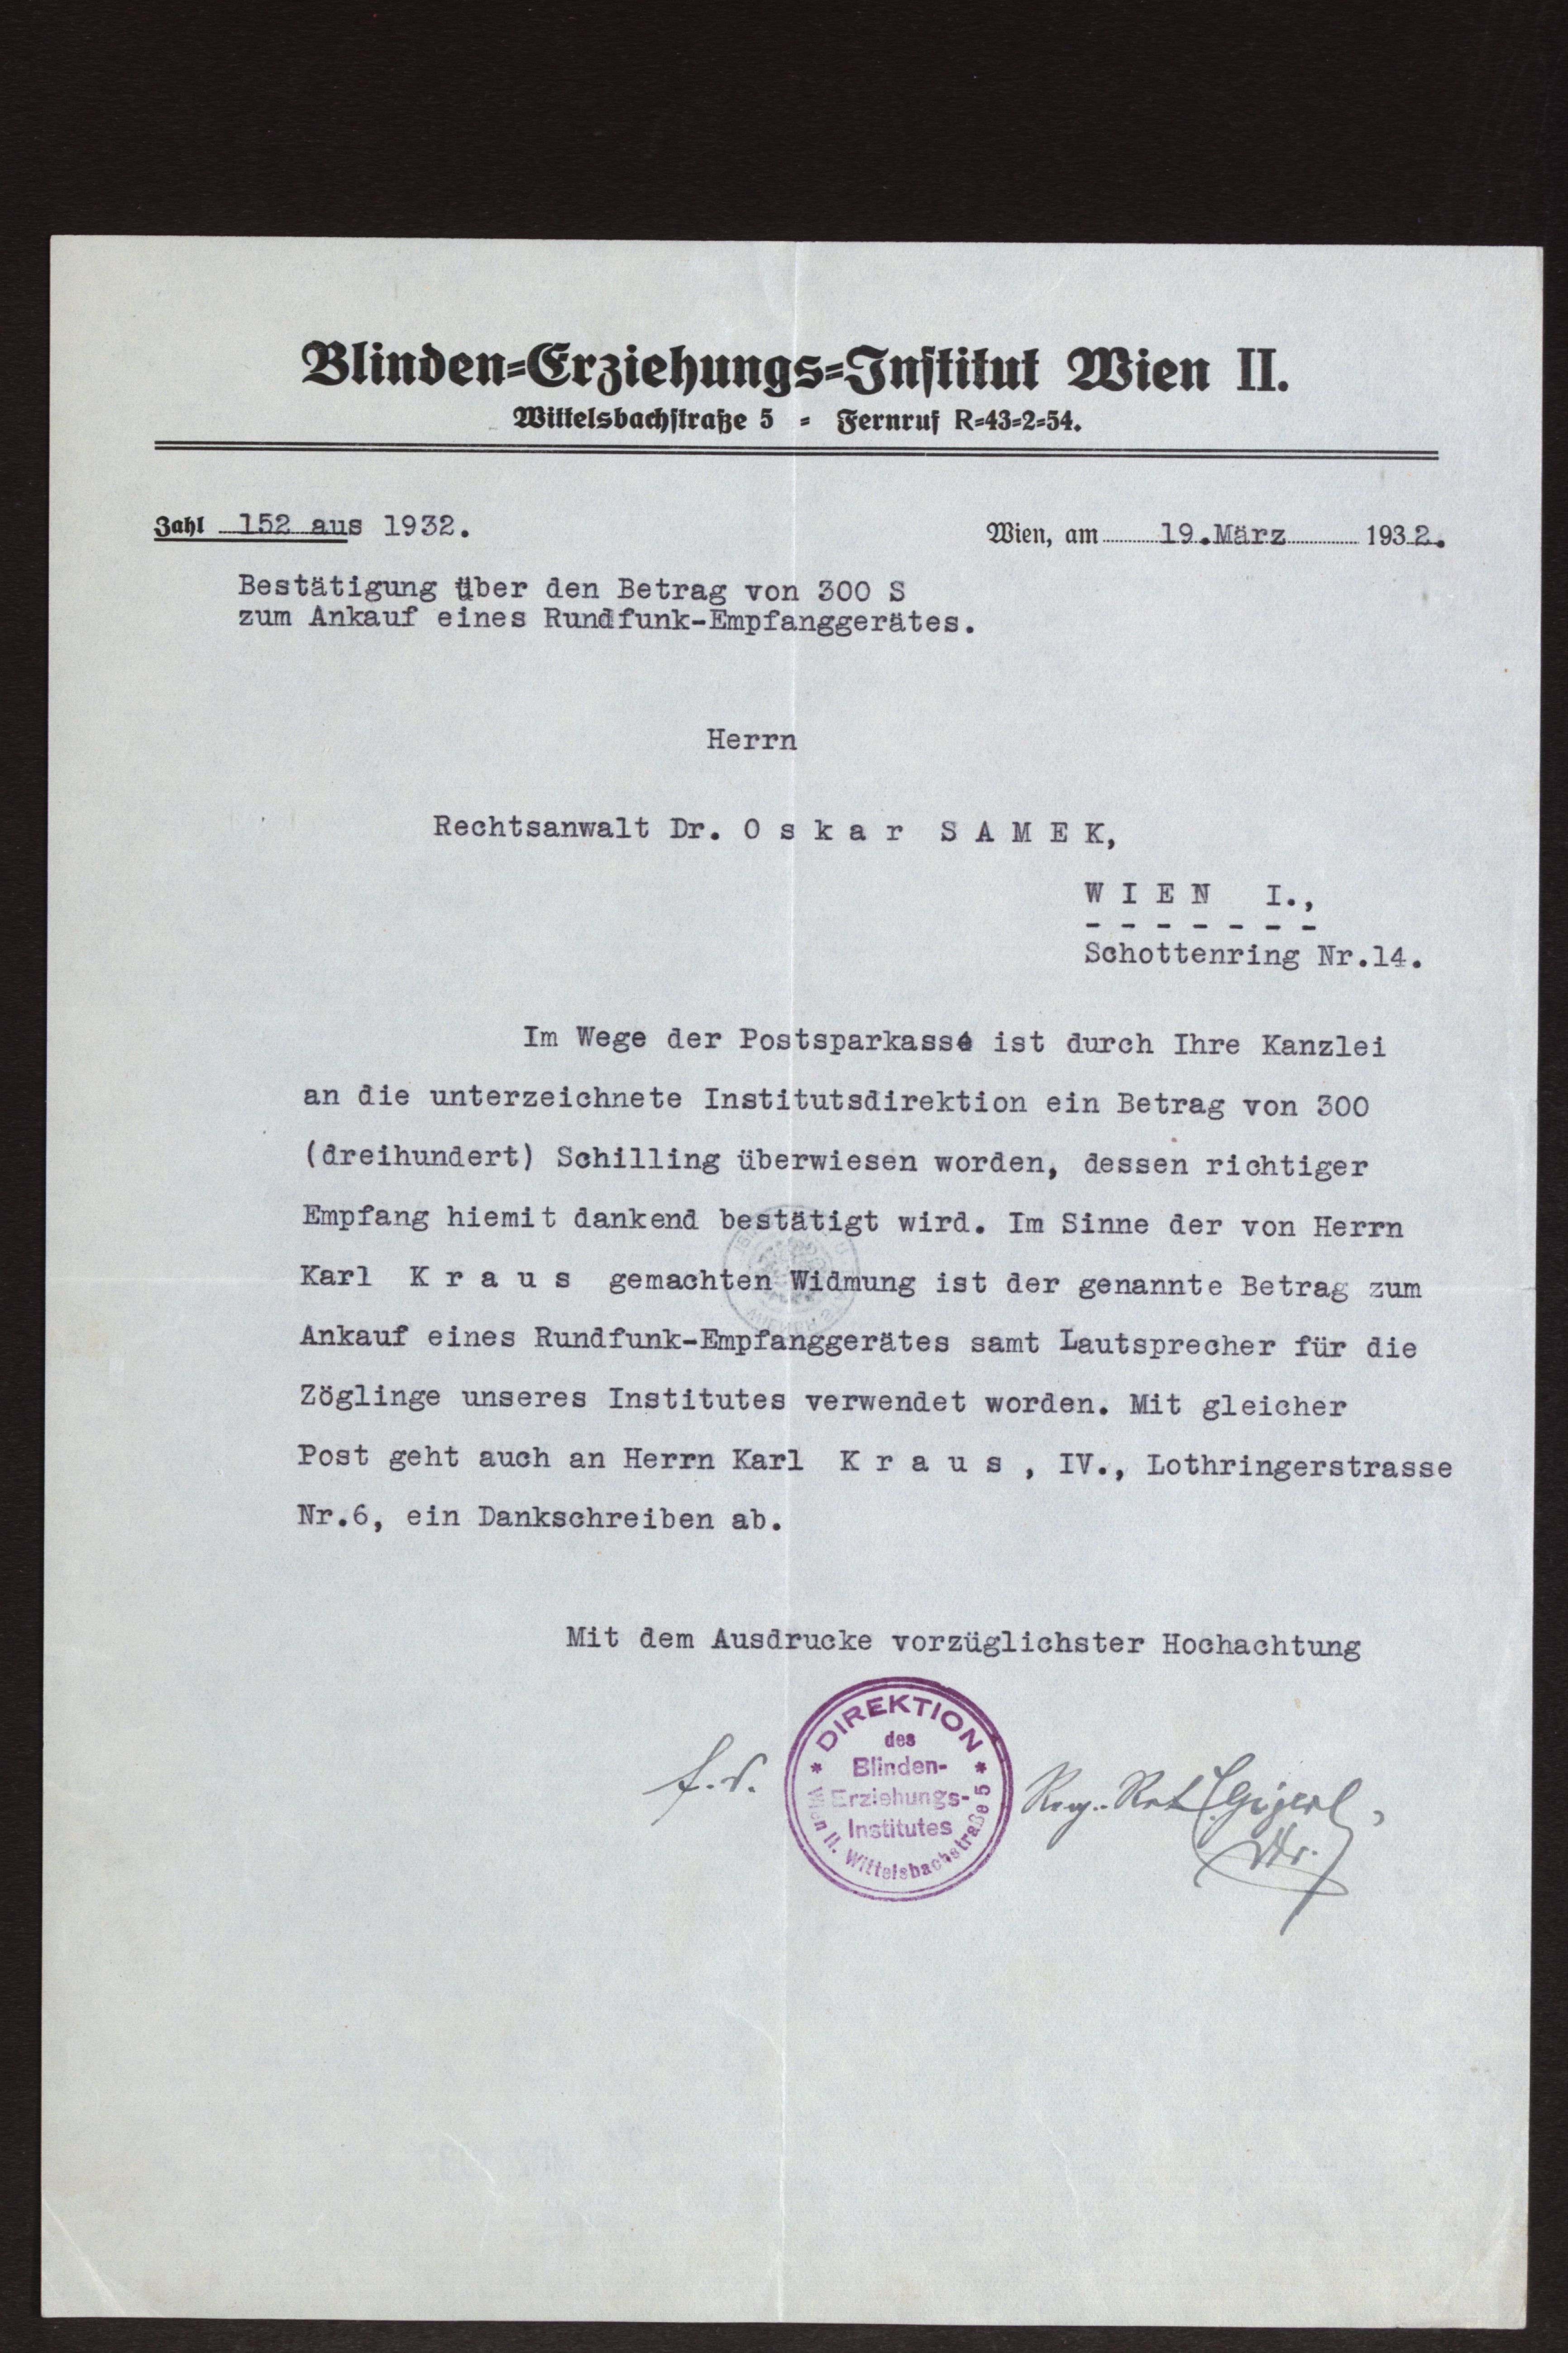 Blinden-Erziehungs-Institut Wien II.
Wittelsbachstraße 5 - Fernruf R-43-2-54.
Zahl 152 aus 1932.
Wien, am 19.März 1932.
Bestätigung über den Betrag von 300 S
zum Ankauf eines Rundfunk-Empfanggerätes.
Herrn
Rechtsanwalt Dr. O s k a r S A M E K,
W I E N I.,
- - - - - - -
Schottenring Nr.14.
Im Wege der Postsparkasse ist durch Ihre Kanzlei
an die unterzeichnete Institutsdirektion ein Betrag von 300
(dreihundert) Schilling überwiesen worden, dessen richtiger
Empfang hiemit dankend bestätigt wird. Im Sinne der von Herrn
Karl K r a u s gemachten Widmung ist der genannte Betrag zum
Ankauf eines Rundfunk-Empfanggerätes samt Lautsprecher für die
Zöglinge unseres Institutes verwendet worden. Mit gleicher
Post geht auch an Herrn Karl K r a u s , IV., Lothringerstrasse
Nr.6, ein Dankschreiben ab.
Mit dem Ausdrucke vorzüglichster Hochachtung
* DIREKTION *
des
Blinden-
Erziehungs-
Institutes
Wien II. Wittelsbachstraße 5
Reg.-Rat Gigerl,
Dr.